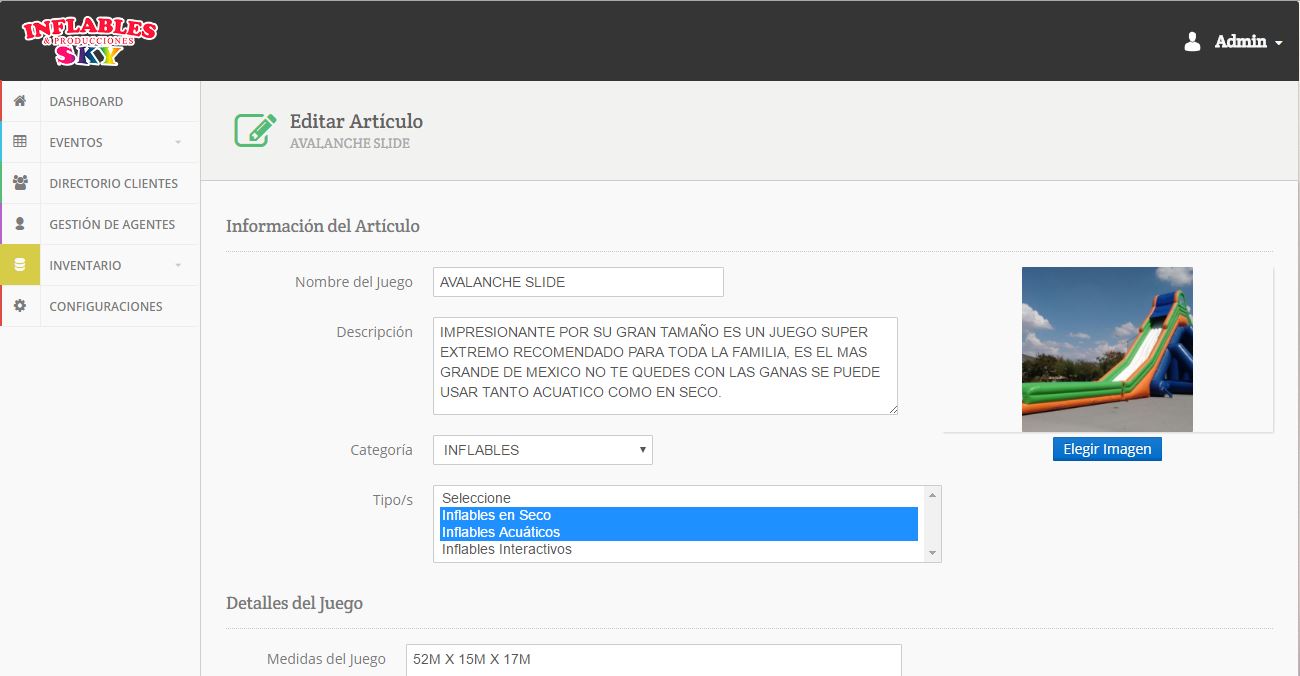 INFLABLES
& PRODUCCIONES
SKY
Admin
DASHBOARD
EVENTOS
DIRECTORIO CLIENTES
GESTIÓN DE AGENTES
INVENTARIO
CONFIGURACIONES
Editar Artículo
AVALANCHE SLIDE
Información del Artículo
Nombre del Juego AVALANCHE SLIDE
Descripción IMPRESIONANTE POR SU GRAN TAMAÑO ES UN JUEGO SUPER
EXTREMO RECOMENDADO PARA TODA LA FAMILIA, ES EL MAS
GRANDE DE MEXICO NO TE QUEDES CON LAS GANAS SE PUEDE
USAR TANTO ACUATICO COMO EN SECO.
Elegir Imagen
Categoría INFLABLES
Tipo/s Seleccione
Inflables en Seco
Inflables Acuáticos
Inflables Interactivos
Detalles del Juego
Medidas del Juego 52M X 15M X 17M